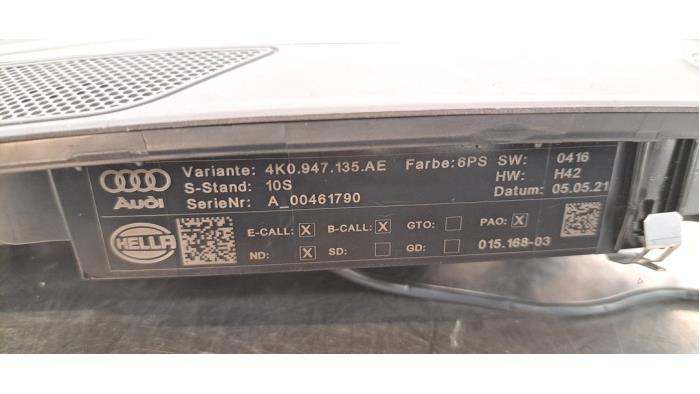 Variante: 4K0.947.135.AE Farbe:6PS SW: 0416
S-Stand: 10S HW: H42
SerieNr: A_00461790 Datum: 05.05.21
Audi
HELLA
E-CALL: X B-CALL: X GTO: PAO: X
ND: X SD: GD: 015.168-03